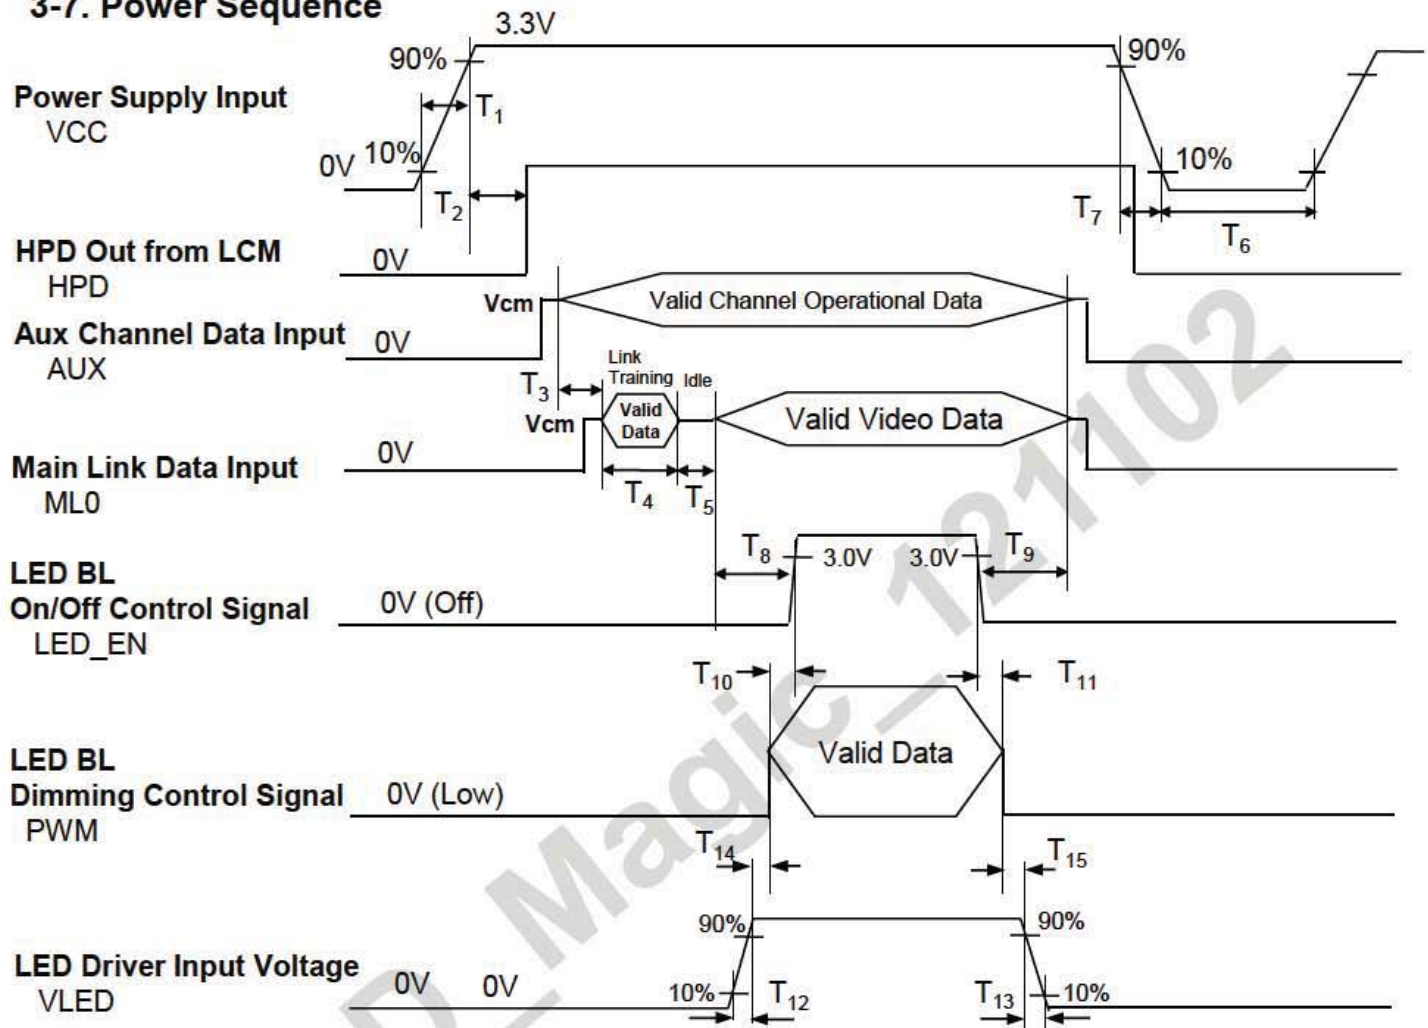 3-7. Power Sequence
3.3V
90%
90%
Power Supply Input
VCC
T1
0V 10%
10%
T2
T7
T6
HPD Out from LCM
HPD
0V
Vcm
Valid Channel Operational Data
Aux Channel Data Input
AUX
0V
Link
Training
Idle
T3
Vcm
Valid
Data
Valid Video Data
Main Link Data Input
ML0
0V
T4
T5
T8
3.0V
3.0V
T9
LED BL
On/Off Control Signal
LED_EN
0V (Off)
T10
T11
Valid Data
LED BL
Dimming Control Signal
PWM
0V (Low)
T14
T15
90%
90%
LED Driver Input Voltage
VLED
0V
0V
10%
T12
T13
10%
D_Magic_121102